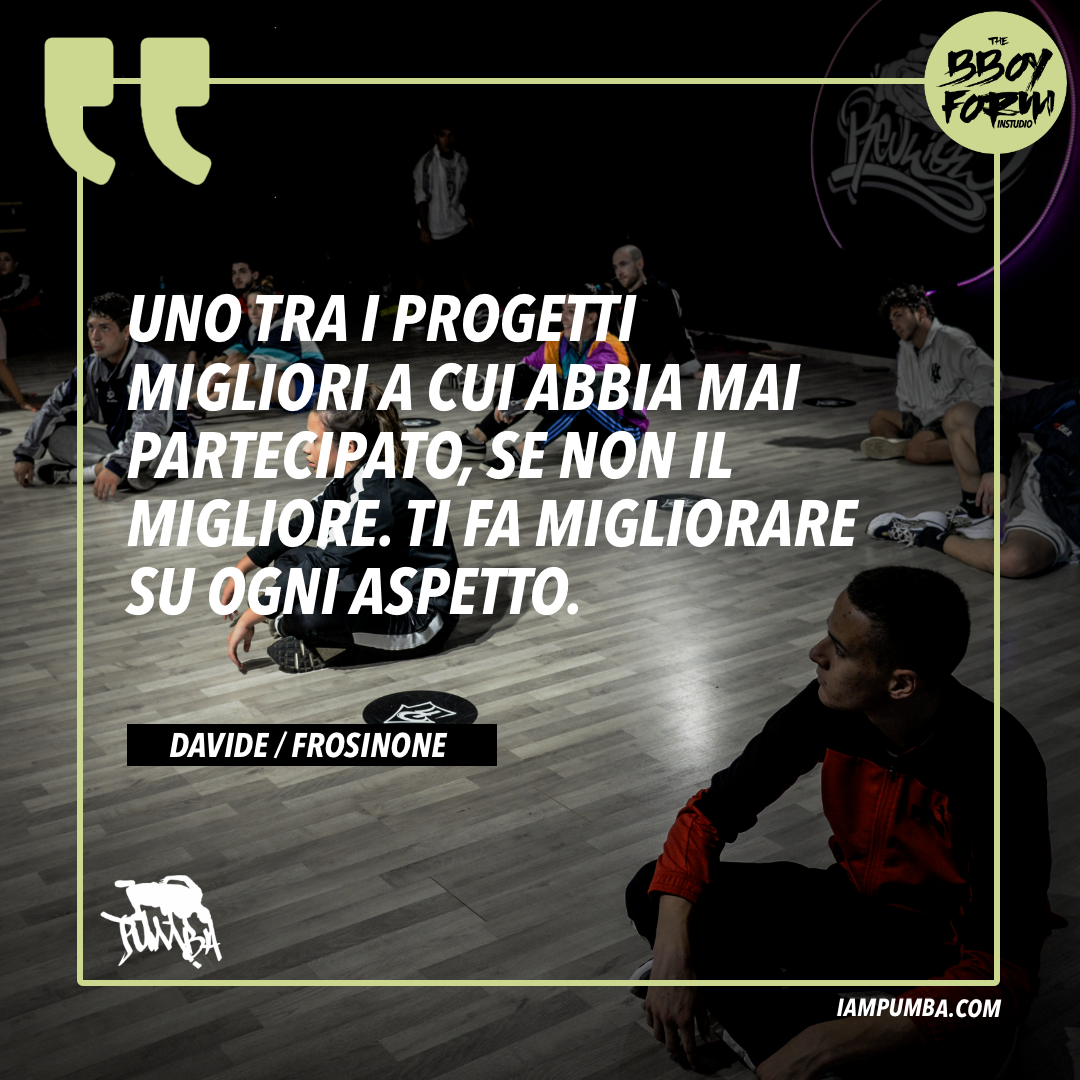 THE
BBOY
FORM
INSTUDIO
UNO TRA I PROGETTI
MIGLIORI A CUI ABBIA MAI
PARTECIPATO, SE NON IL
MIGLIORE. TI FA MIGLIORARE
SU OGNI ASPETTO.
DAVIDE / FROSINONE
PUMBA
IAMPUMBA.COM